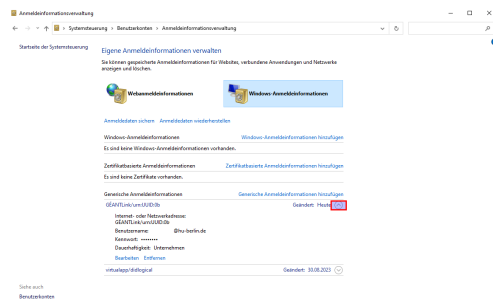 Anmeldeinformationsverwaltung
Systemsteuerung > Benutzerkonten > Anmeldeinformationsverwaltung
Startseite der Systemsteuerung
Eigene Anmeldeinformationen verwalten
Sie können gespeicherte Anmeldeinformationen für Websites, verbundene Anwendungen und Netzwerke
anzeigen und löschen.
Webanmeldeinformationen
Windows-Anmeldeinformationen
Anmeldedaten sichern Anmeldedaten wiederherstellen
Windows-Anmeldeinformationen Windows-Anmeldeinformationen hinzufügen
Es sind keine Windows-Anmeldeinformationen vorhanden.
Zertifikatbasierte Anmeldeinformationen Zertifikatbasierte Anmeldeinformationen hinzufügen
Es sind keine Zertifikate vorhanden.
Generische Anmeldeinformationen Generische Anmeldeinformationen hinzufügen
GÉANTLink/urn:UUID:0b Geändert: Heute
Internet- oder Netzwerkadresse:
GÉANTLink/urn:UUID:0b
Benutzername: @hu-berlin.de
Kennwort: ••••••••
Dauerhaftigkeit: Unternehmen
Bearbeiten Entfernen
virtualapp/didlogical Geändert: 30.08.2023
Siehe auch
Benutzerkonten